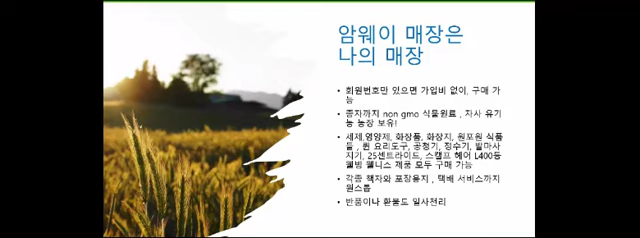 암웨이 매장은
나의 매장
• 회원번호만 있으면 가입비 없이, 구매 가
능
• 종자까지 non gmo 식물원료 , 자사 유기
농 농장 보유!
• 세제,영양제, 화장품, 화장지, 원포원 식품
들 , 퀸 요리도구, 공청기, 정수기, 발마사
지기, 25센트라이드, 스캘프 헤어 L400등
웰빙 웰니스 제품 모두 구매 가능
• 각종 책자와 포장용지 , 택배 서비스까지
원스톱
• 반품이나 환불도 일사천리